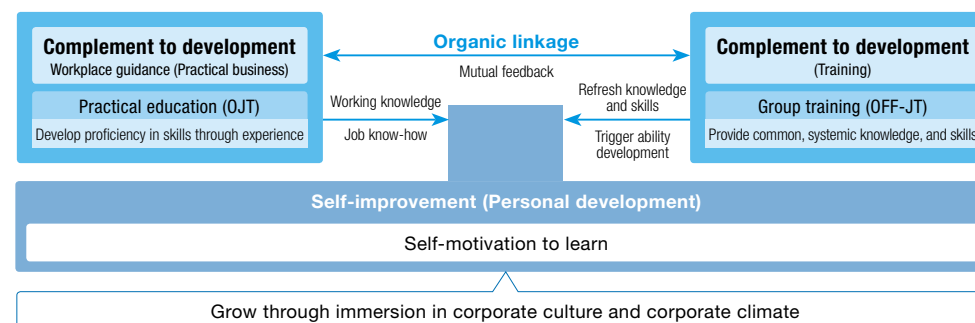 Complement to development
Workplace guidance (Practical business)
Practical education (OJT)
Develop proficiency in skills through experience
Organic linkage
Mutual feedback
Working knowledge
Job know-how
Refresh knowledge
and skills
Trigger ability
development
Complement to development
(Training)
Group training (OFF-JT)
Provide common, systemic knowledge, and skills
Self-improvement (Personal development)
Self-motivation to learn
Grow through immersion in corporate culture and corporate climate